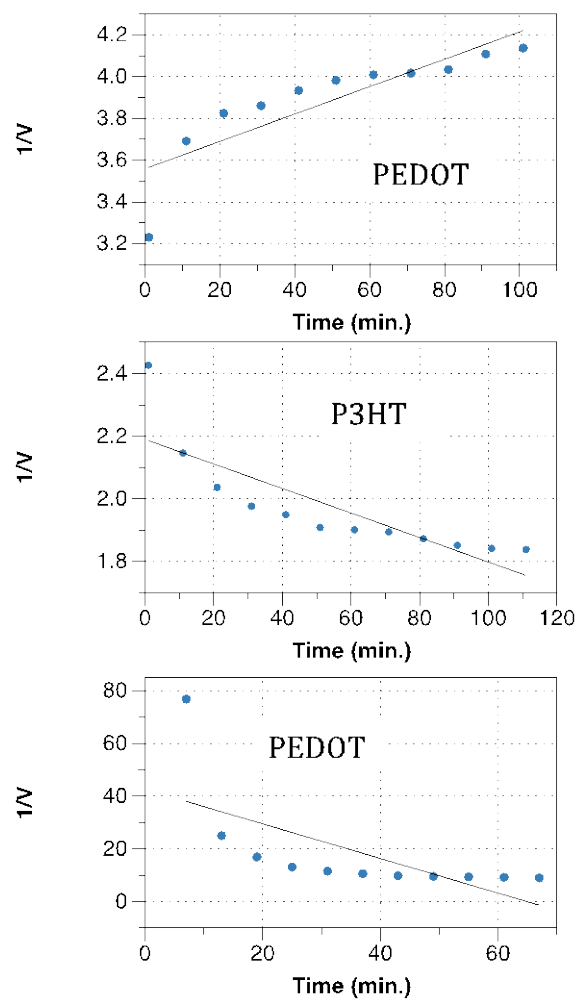 4.2
4.0
3.8
3.6
3.4
3.2
1/V
PEDOT
0 20 40 60 80 100
Time (min.)
2.4
2.2
2.0
1.8
1/V
P3HT
0 20 40 60 80 100 120
Time (min.)
80
60
40
20
0
1/V
PEDOT
0 20 40 60
Time (min.)